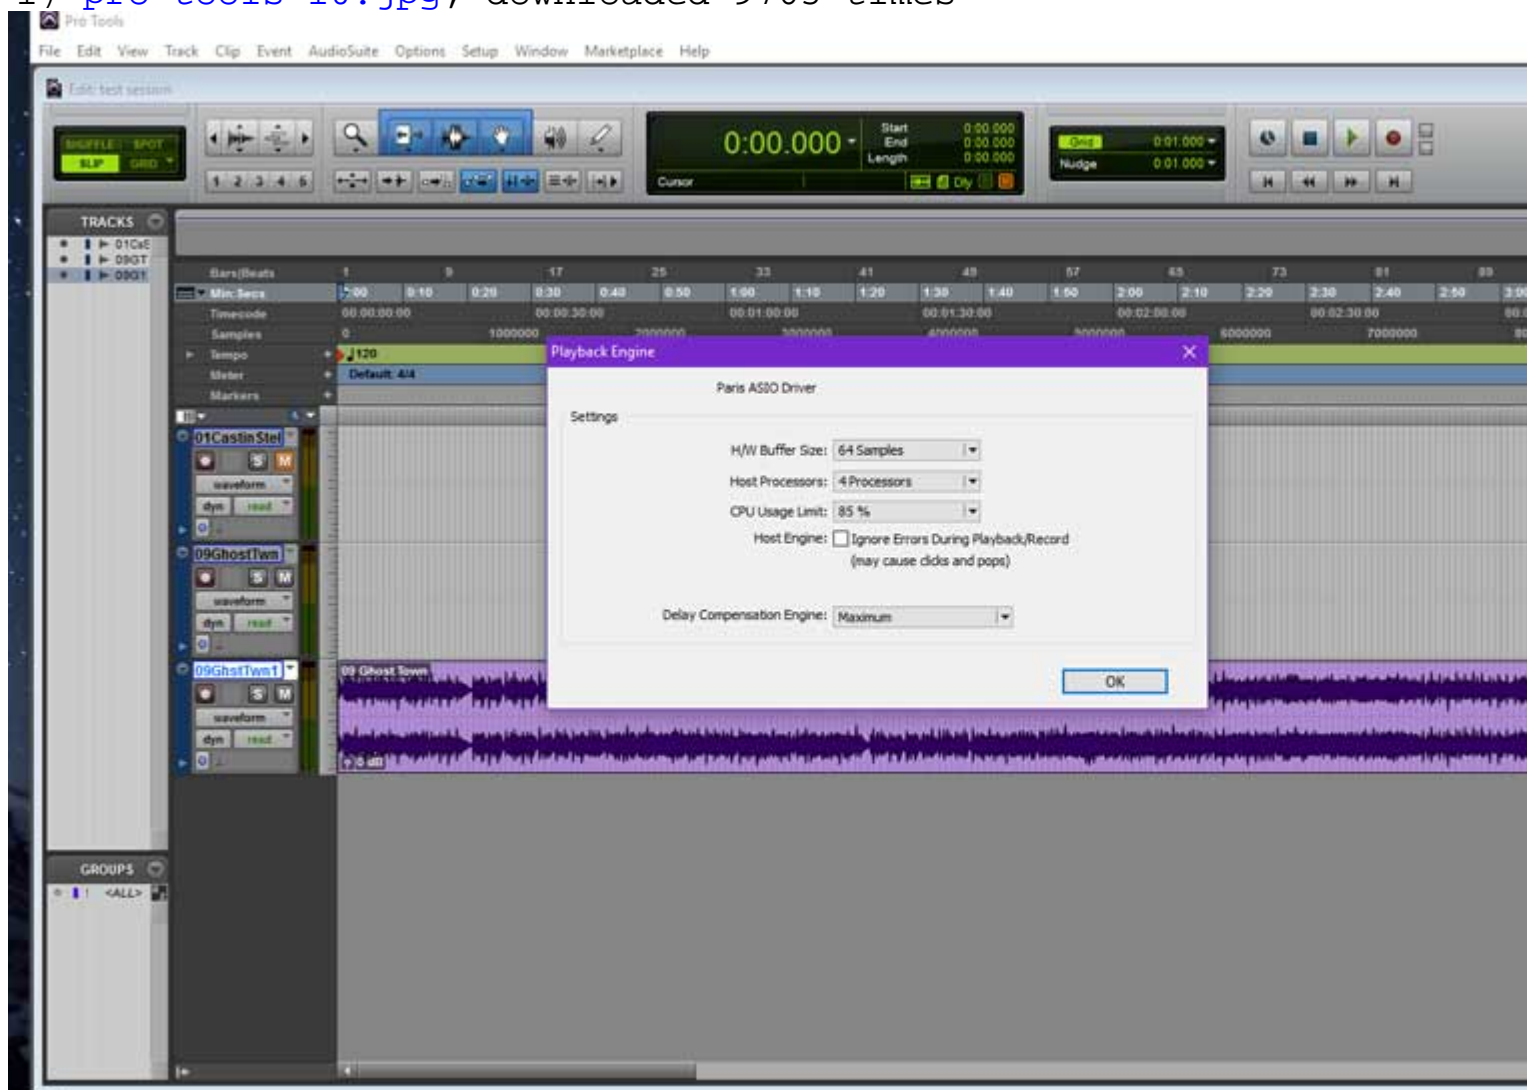 1) pro tools 10.jpg, downloaded 9705 times
Pro Tools
File Edit View Track Clip Event AudioSuite Options Setup Window Marketplace Help
Edit: test session
SHUFFLE SPOT
SLIP GRID
1 2 3 4 5
0:00.000
Start 0:00.000
End 0:00.000
Length 0:00.000
Cursor
Dly
Grid 0:01.000
Nudge 0:01.000
TRACKS
01CsS
09GT
09G1
Bars|Beats 1 9 17 25 33 41 49 57 65 73 81 89
Min:Secs 0:00 0:10 0:20 0:30 0:40 0:50 1:00 1:10 1:20 1:30 1:40 1:50 2:00 2:10 2:20 2:30 2:40 2:50 3:00
Timecode 00:00:00:00 00:00:30:00 00:01:00:00 00:01:30:00 00:02:00:00 00:02:30:00
Samples 0 1000000 2000000 3000000 4000000 5000000 6000000 7000000
Tempo 120
Meter Default: 4/4
Markers
Playback Engine
Paris ASIO Driver
Settings
H/W Buffer Size: 64 Samples
Host Processors: 4 Processors
CPU Usage Limit: 85 %
Host Engine: Ignore Errors During Playback/Record
(may cause clicks and pops)
Delay Compensation Engine: Maximum
OK
01CastinStel
S M
waveform
dyn read
09GhostTwn
S M
waveform
dyn read
09GhstTwn1
S M
waveform
dyn read
09 Ghost Town
0 dB
GROUPS
! <ALL>